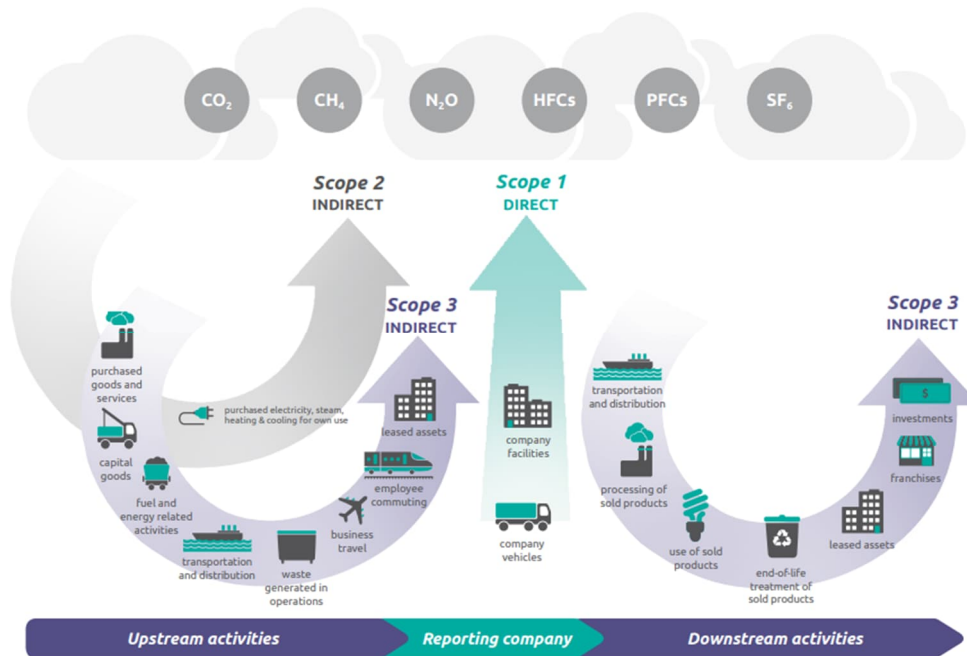 CO₂
CH₄
N₂O
HFCs
PFCs
SF₆
Scope 2
INDIRECT
Scope 1
DIRECT
Scope 3
INDIRECT
Scope 3
INDIRECT
purchased
goods and
services
capital
goods
fuel and
energy related
activities
purchased electricity, steam,
heating & cooling for own use
transportation
and distribution
waste
generated in
operations
business
travel
employee
commuting
leased assets
company
facilities
company
vehicles
transportation
and distribution
processing of
sold products
use of sold
products
end-of-life
treatment of
sold products
leased assets
franchises
$
investments
Upstream activities
Reporting company
Downstream activities